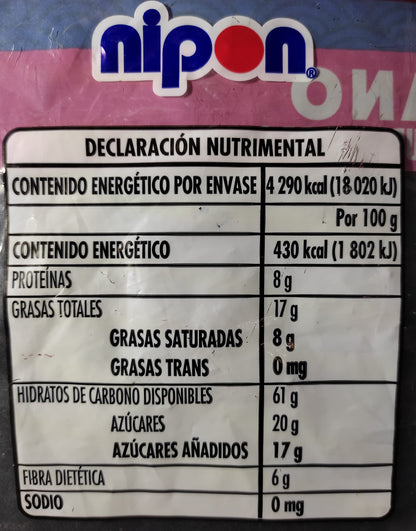 nipon®
ONA
DECLARACIÓN NUTRIMENTAL
CONTENIDO ENERGÉTICO POR ENVASE 4 290 kcal (18 020 kJ)
Por 100 g
CONTENIDO ENERGÉTICO 430 kcal (1 802 kJ)
PROTEÍNAS 8 g
GRASAS TOTALES 17 g
GRASAS SATURADAS 8 g
GRASAS TRANS 0 mg
HIDRATOS DE CARBONO DISPONIBLES 61 g
AZÚCARES 20 g
AZÚCARES AÑADIDOS 17 g
FIBRA DIETÉTICA 6 g
SODIO 0 mg